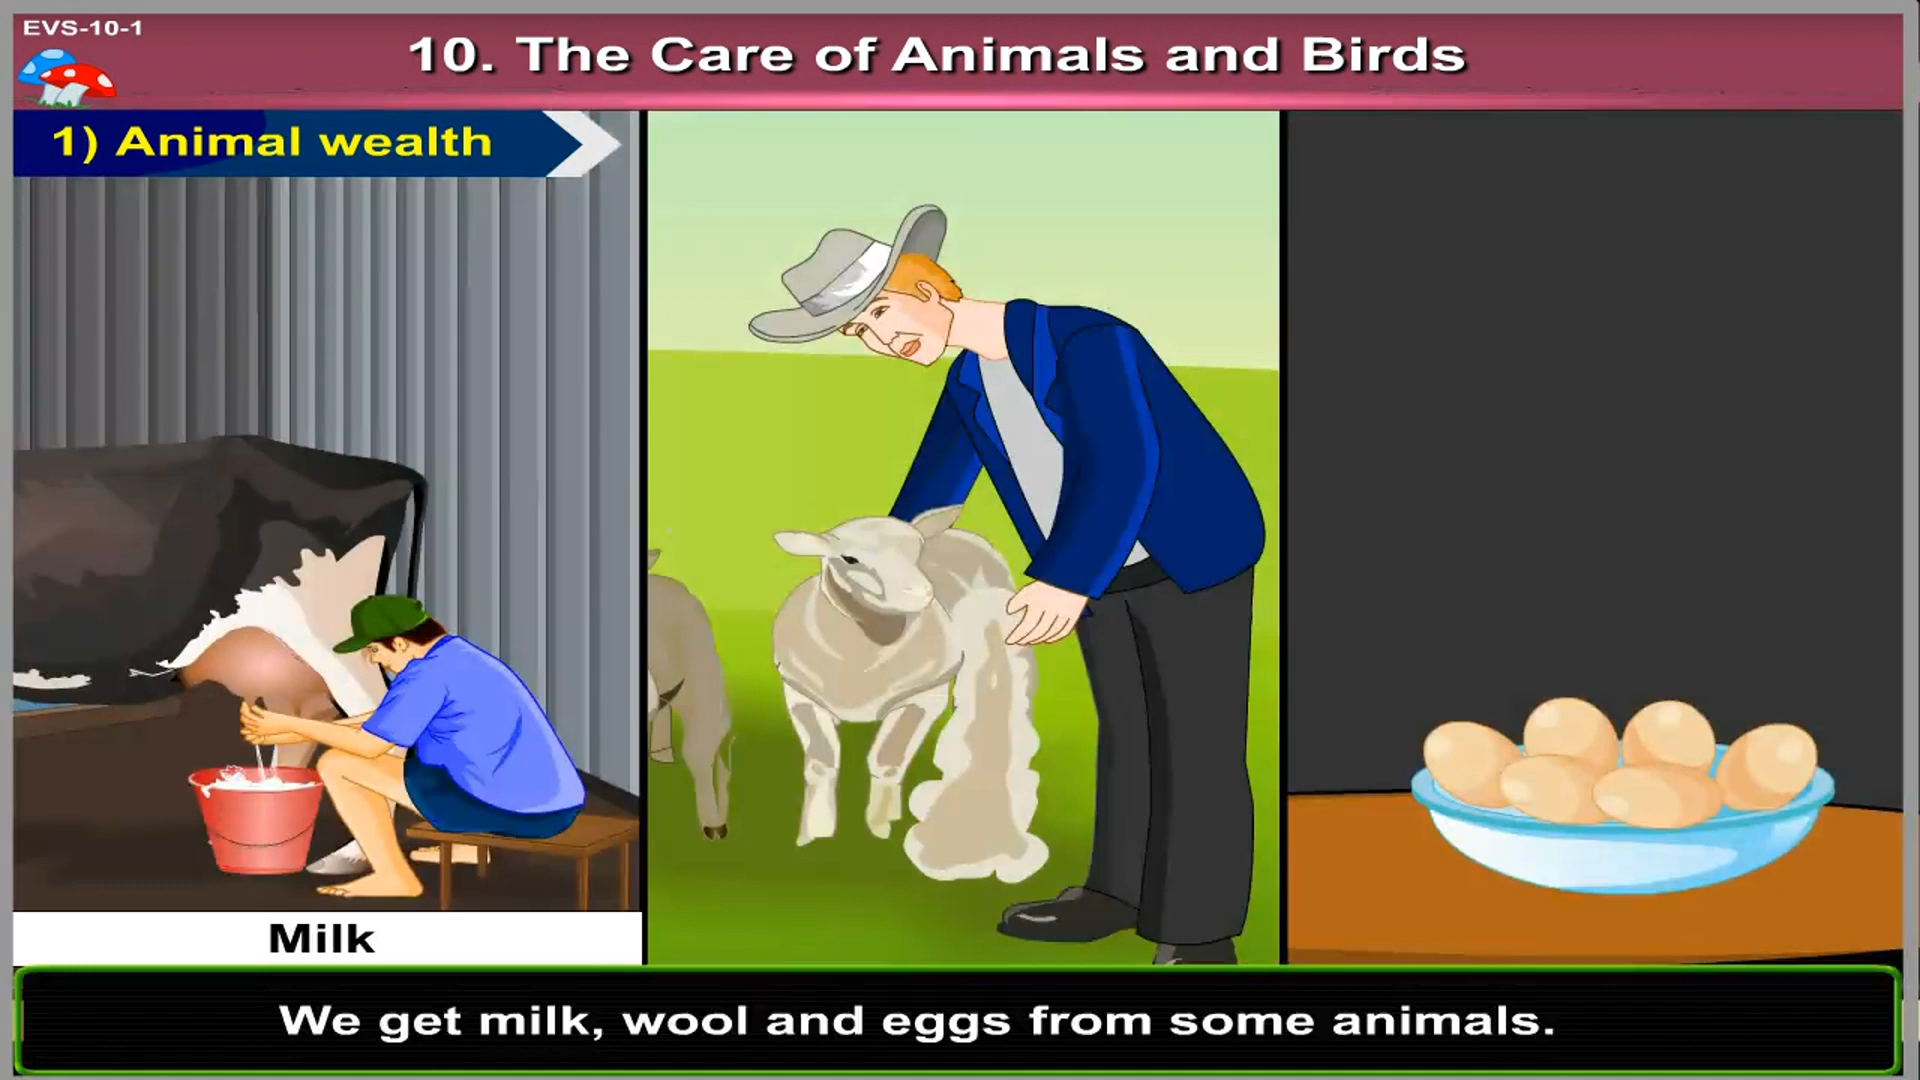 EVS-10-1
10. The Care of Animals and Birds
1) Animal wealth
Milk
We get milk, wool and eggs from some animals.